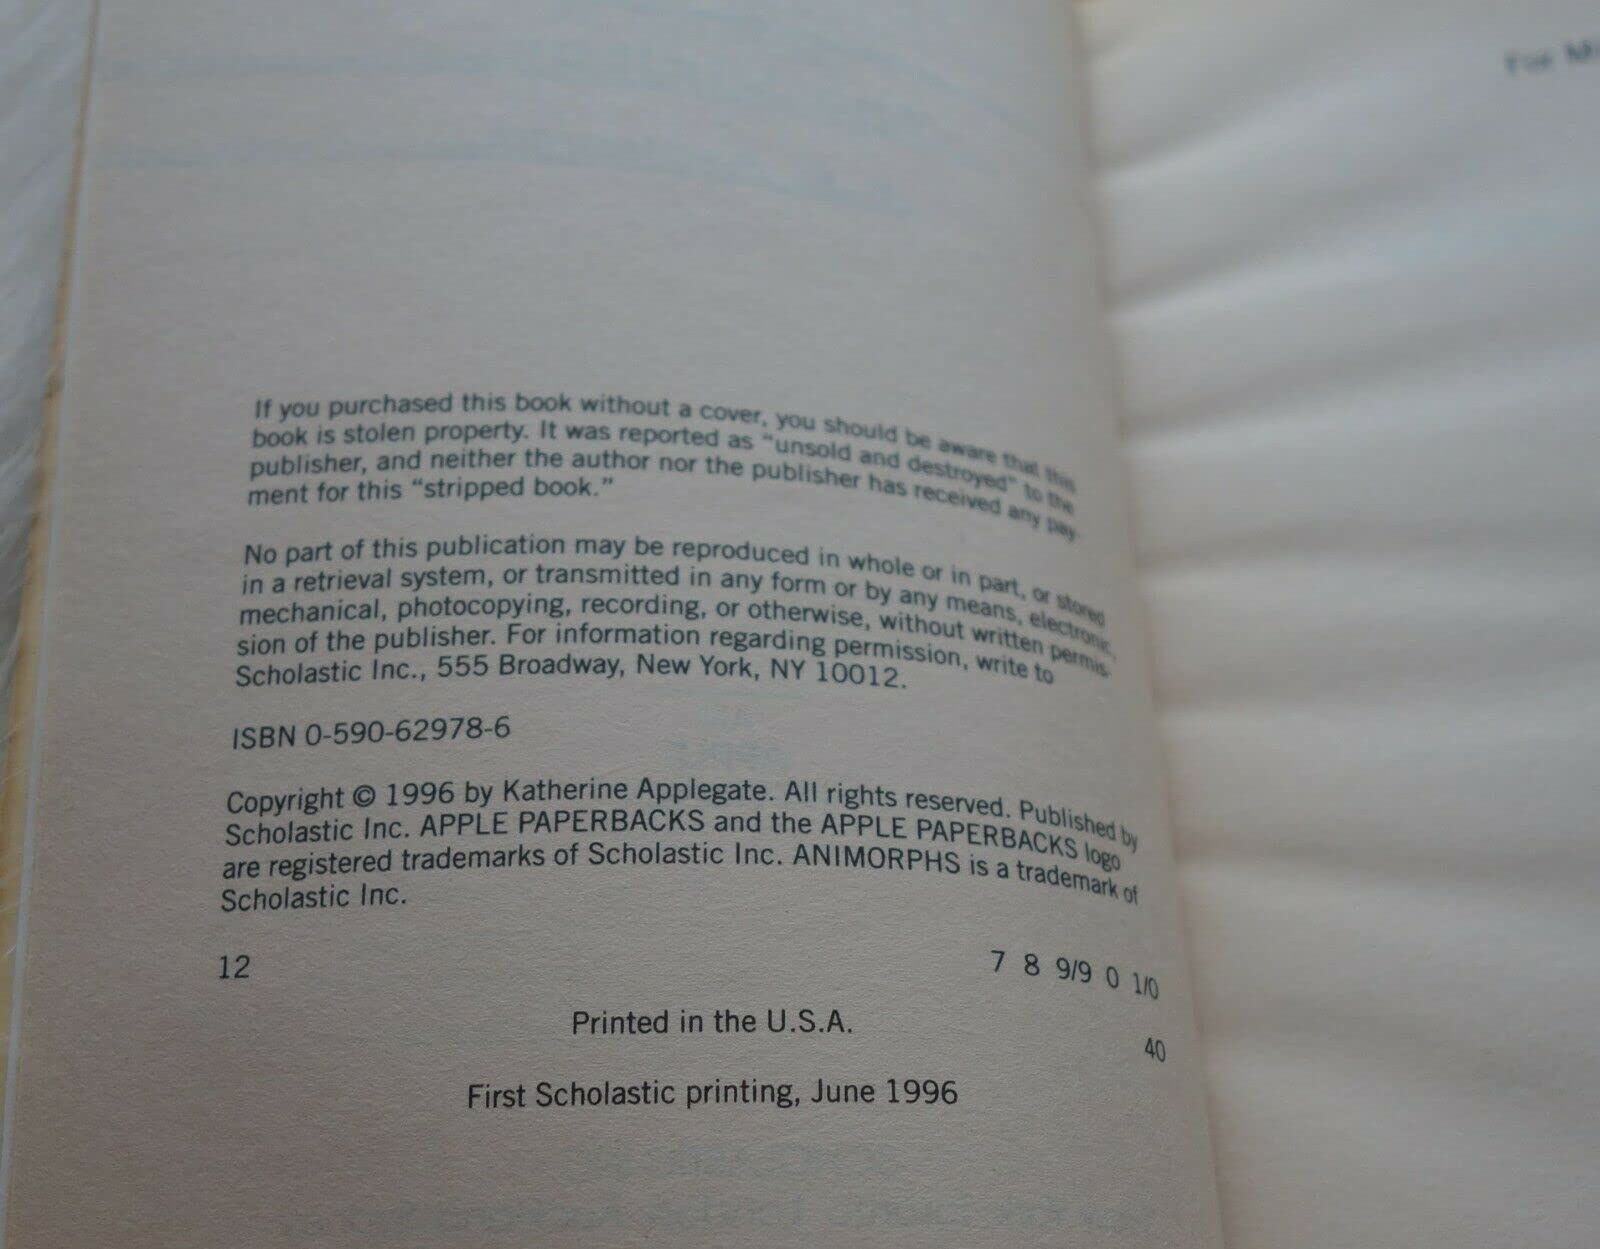 For
If you purchased this book without a cover, you should be aware that this
book is stolen property. It was reported as “unsold and destroyed” to the
publisher, and neither the author nor the publisher has received any pay-
ment for this “stripped book.”
No part of this publication may be reproduced in whole or in part, or stored
in a retrieval system, or transmitted in any form or by any means, electronic,
mechanical, photocopying, recording, or otherwise, without written permis-
sion of the publisher. For information regarding permission, write to
Scholastic Inc., 555 Broadway, New York, NY 10012.
ISBN 0-590-62978-6
Copyright © 1996 by Katherine Applegate. All rights reserved. Published by
Scholastic Inc. APPLE PAPERBACKS and the APPLE PAPERBACKS logo
are registered trademarks of Scholastic Inc. ANIMORPHS is a trademark of
Scholastic Inc.
12 7 8 9/9 0 1/0
Printed in the U.S.A. 40
First Scholastic printing, June 1996